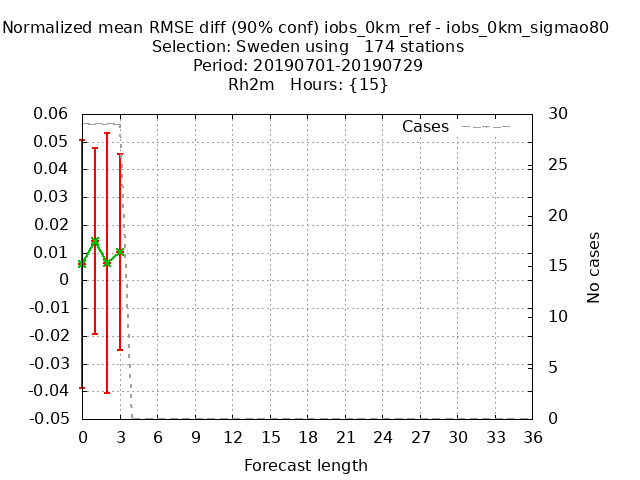 Normalized mean RMSE diff (90% conf) iobs_0km_ref - iobs_0km_sigmao80
Selection: Sweden using 174 stations
Period: 20190701-20190729
Rh2m Hours: {15}
Cases
0.06
0.05
0.04
0.03
0.02
0.01
0
-0.01
-0.02
-0.03
-0.04
-0.05
30
25
20
15
10
5
0
No cases
0 3 6 9 12 15 18 21 24 27 30 33 36
Forecast length